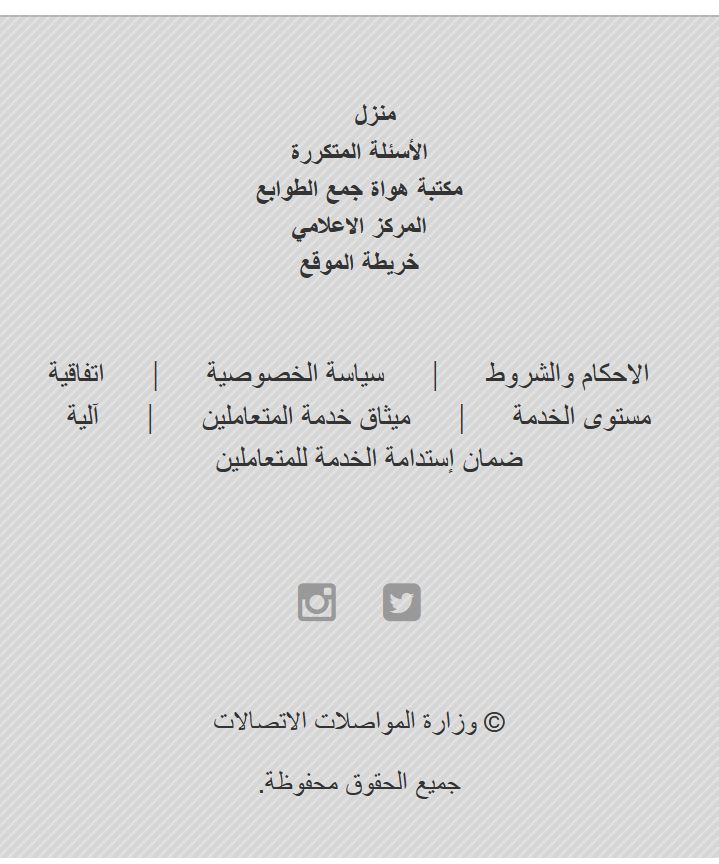 منزل
الأسئلة المتكررة
مكتبة هواة جمع الطوابع
المركز الاعلامي
خريطة الموقع
الاحكام والشروط | سياسة الخصوصية | اتفاقية
مستوى الخدمة | ميثاق خدمة المتعاملين | آلية
ضمان إستدامة الخدمة للمتعاملين
© وزارة المواصلات الاتصالات
جميع الحقوق محفوظة.